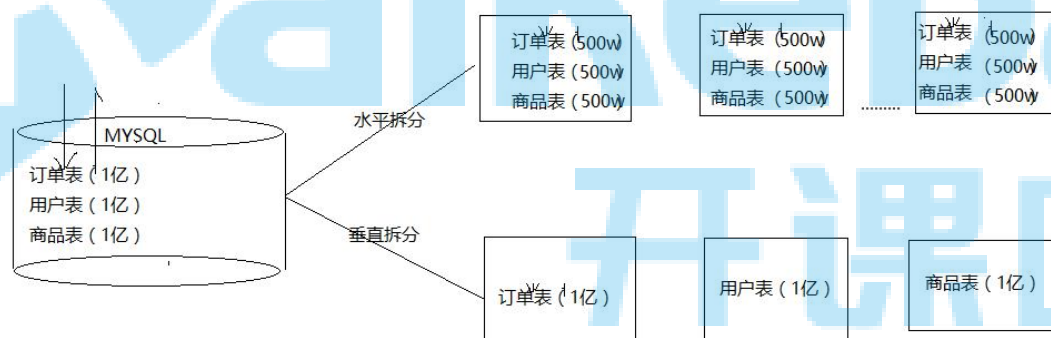 MYSQL
订单表（1亿）
用户表（1亿）
商品表（1亿）
水平拆分
订单表（500w）
用户表（500w）
商品表（500w）
订单表（500w）
用户表（500w）
商品表（500w）
........
订单表（500w）
用户表（500w）
商品表（500w
垂直拆分
订单表（1亿）
用户表（1亿）
商品表（1亿）
开课